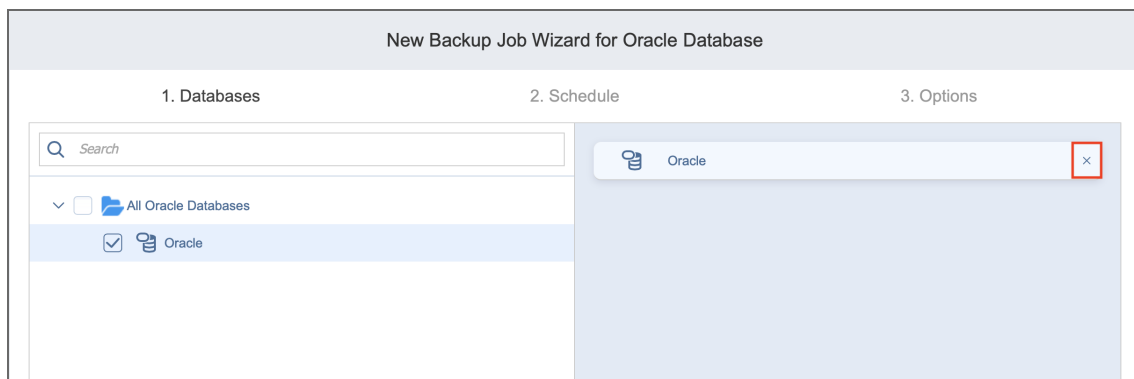 New Backup Job Wizard for Oracle Database
1. Databases
2. Schedule
3. Options
Search
Oracle
All Oracle Databases
Oracle